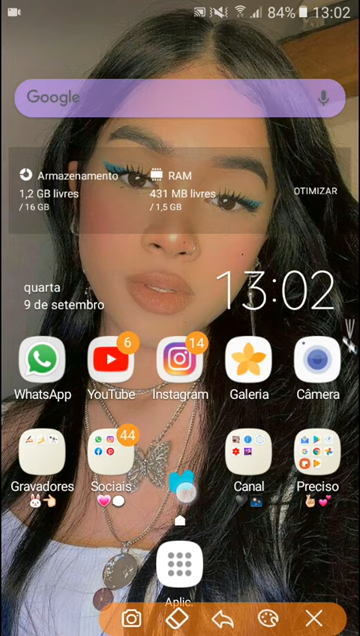 84% 13:02
Google
Armazenamento RAM
1,2 GB livres 431 MB livres OTIMIZAR
/ 16 GB / 1,5 GB
quarta 13:02
9 de setembro
6 14
WhatsApp YouTube Instagram Galeria Câmera
44
Gravadores Sociais Canal Preciso
🐰👈🏻 💗💬 🖤 🤞🏼💕
Aplic.